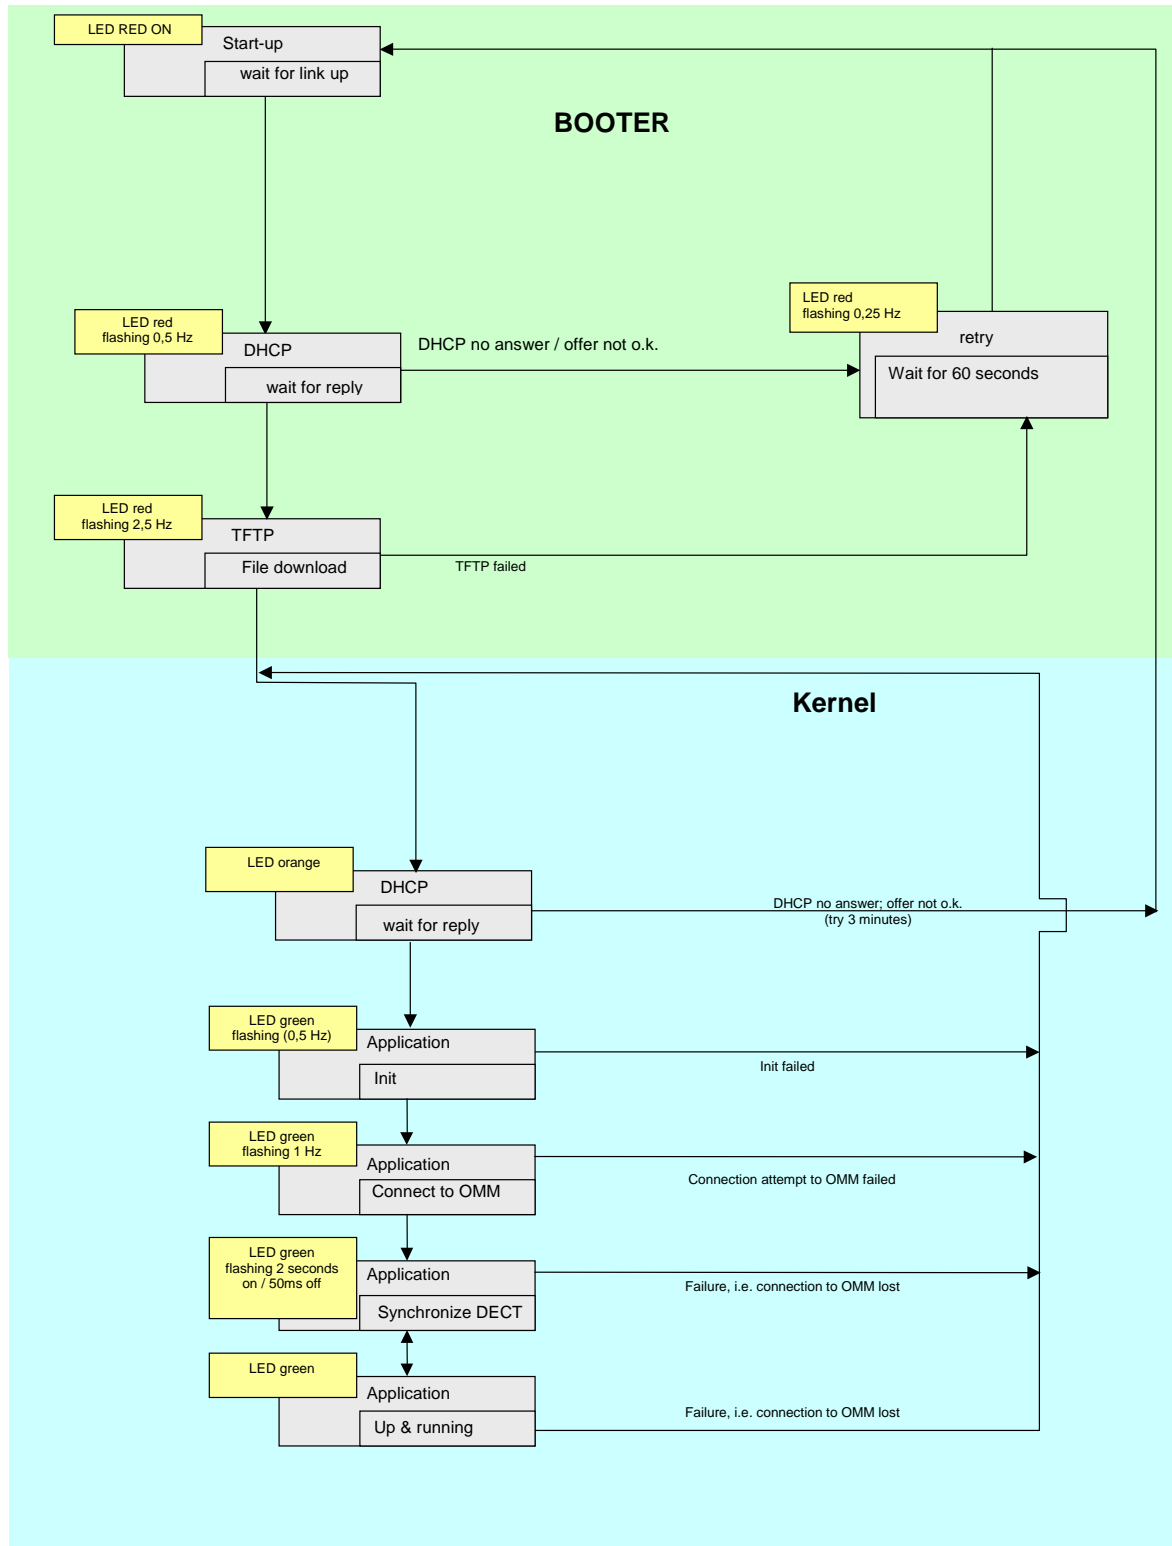 LED RED ON
Start-up
wait for link up
BOOTER
LED red
flashing 0,5 Hz
DHCP
wait for reply
DHCP no answer / offer not o.k.
LED red
flashing 0,25 Hz
retry
Wait for 60 seconds
LED red
flashing 2,5 Hz
TFTP
File download
TFTP failed
Kernel
LED orange
DHCP
wait for reply
DHCP no answer; offer not o.k.
(try 3 minutes)
LED green
flashing (0,5 Hz)
Application
Init
Init failed
LED green
flashing 1 Hz
Application
Connect to OMM
Connection attempt to OMM failed
LED green
flashing 2 seconds
on / 50ms off
Application
Synchronize DECT
Failure, i.e. connection to OMM lost
LED green
Application
Up & running
Failure, i.e. connection to OMM lost